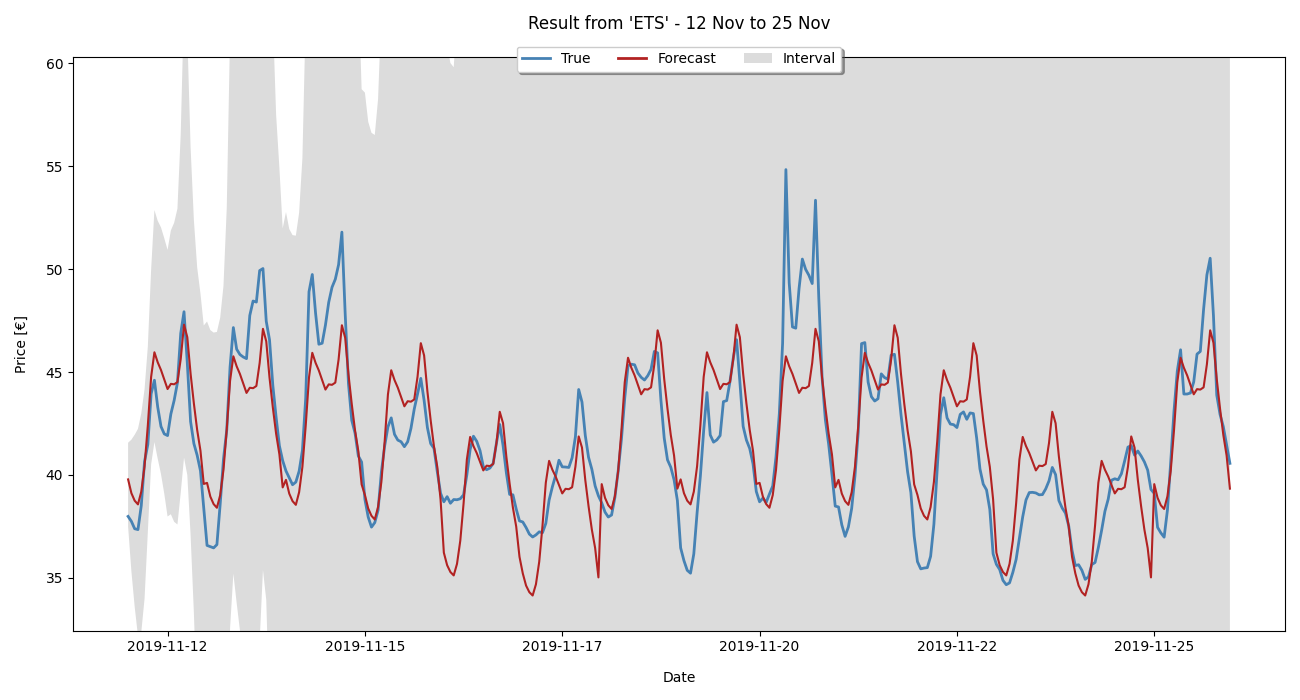 Result from 'ETS' - 12 Nov to 25 Nov
True Forecast Interval
60
55
50
45
40
35
Price [€]
2019-11-12 2019-11-15 2019-11-17 2019-11-20 2019-11-22 2019-11-25
Date